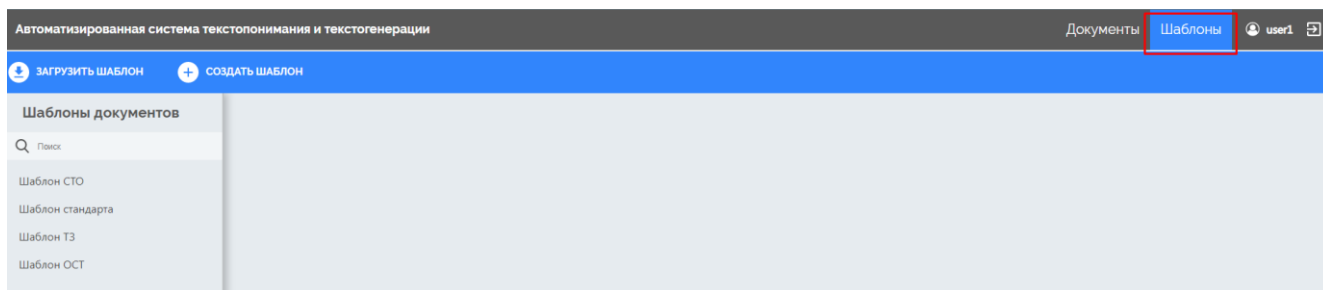 Автоматизированная система текстопонимания и текстогенерации Документы Шаблоны user1
ЗАГРУЗИТЬ ШАБЛОН СОЗДАТЬ ШАБЛОН
Шаблоны документов
Поиск
Шаблон СТО
Шаблон стандарта
Шаблон ТЗ
Шаблон ОСТ